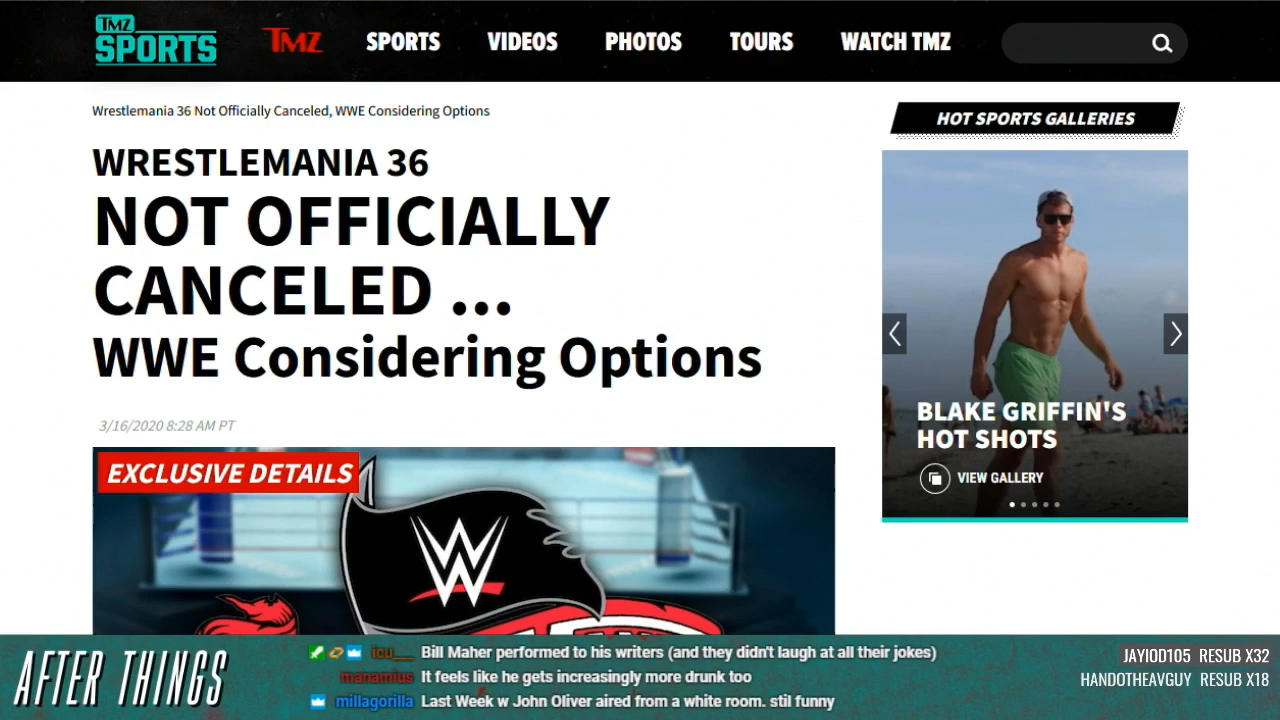 TMZ
SPORTS
TMZ
SPORTS
VIDEOS
PHOTOS
TOURS
WATCH TMZ
Wrestlemania 36 Not Officially Canceled, WWE Considering Options
WRESTLEMANIA 36
NOT OFFICIALLY
CANCELED ...
WWE Considering Options
3/16/2020 8:28 AM PT
EXCLUSIVE DETAILS
W
HOT SPORTS GALLERIES
BLAKE GRIFFIN'S
HOT SHOTS
VIEW GALLERY
AFTER THINGS
icu__ Bill Maher performed to his writers (and they didn't laugh at all their jokes)
manamius It feels like he gets increasingly more drunk too
millagorilla Last Week w John Oliver aired from a white room. stil funny
JAYIOD105 RESUB X32
HANDOTHEAVGUY RESUB X18